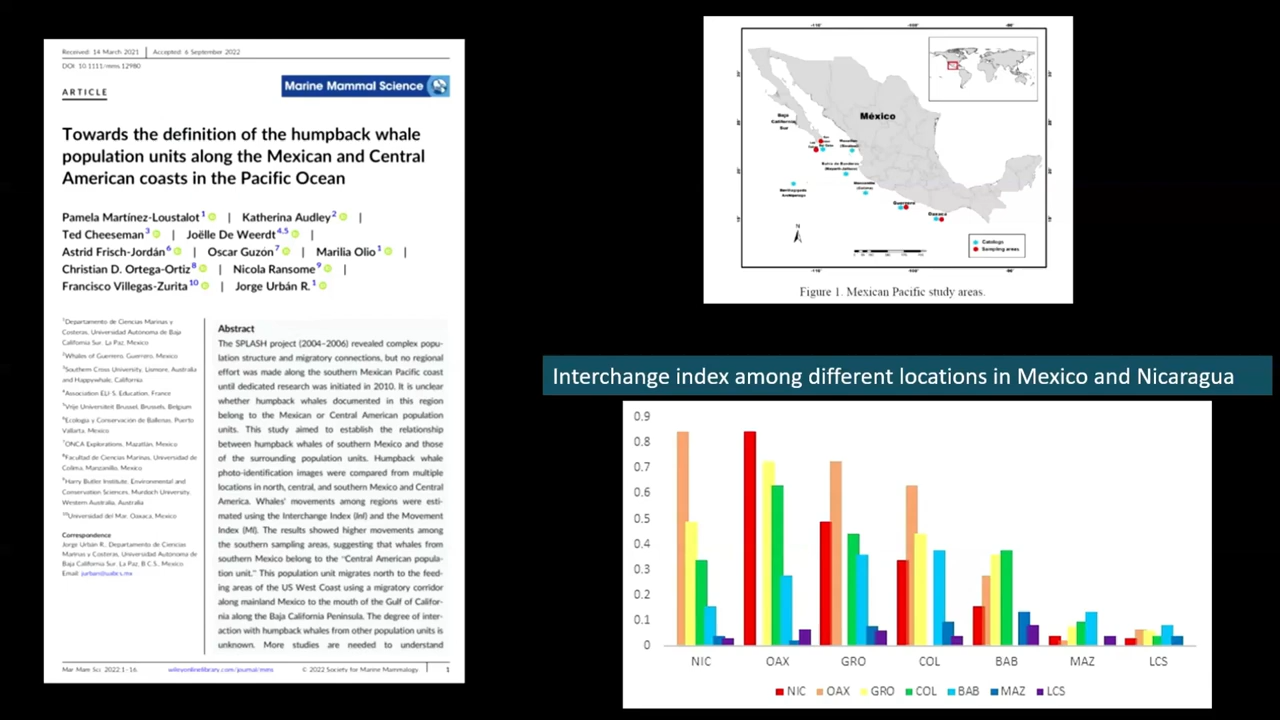 Received: 14 March 2021 | Accepted: 6 September 2022
DOI: 10.1111/mms.12980
Marine Mammal Science
ARTICLE
Towards the definition of the humpback whale
population units along the Mexican and Central
American coasts in the Pacific Ocean
Pamela Martínez-Loustalot1 | Katherina Audley2 |
Ted Cheeseman3 | Joëlle De Weerdt4,5 |
Astrid Frisch-Jordán6 | Oscar Guzón7 | Marilia Olio1 |
Christian D. Ortega-Ortiz8 | Nicola Ransome9 |
Francisco Villegas-Zurita10 | Jorge Urbán R.1
1Departamento de Ciencias Marinas y
Costeras, Universidad Autónoma de Baja
California Sur. La Paz, Mexico
2Whales of Guerrero, Guerrero, Mexico
3Southern Cross University, Lismore, Australia
and Happywhale, California
4Association ELI-S. Education, France
5Vrije Universiteit Brussel, Brussels, Belgium
6Ecología y Conservación de Ballenas, Puerto
Vallarta, Mexico
7ONCA Explorations, Mazatlán, Mexico
8Facultad de Ciencias Marinas, Universidad de
Colima, Manzanillo, Mexico
9Harry Butler Institute, Environmental and
Conservation Sciences, Murdoch University,
Western Australia, Australia
10Universidad del Mar, Oaxaca, Mexico
Correspondence
Jorge Urbán R., Departamento de Ciencias
Marinas y Costeras, Universidad Autónoma de
Baja California Sur. La Paz, B.C.S., Mexico
Email: jurban@uabcs.mx
Abstract
The SPLASH project (2004–2006) revealed complex popu-
lation structure and migratory connections, but no regional
effort was made along the southern Mexican Pacific coast
until dedicated research was initiated in 2010. It is unclear
whether humpback whales documented in this region
belong to the Mexican or Central American population
units. This study aimed to establish the relationship
between humpback whales of southern Mexico and those
of the surrounding population units. Humpback whale
photo-identification images were compared from multiple
locations in north, central, and southern Mexico and Central
America. Whales' movements among regions were esti-
mated using the Interchange Index (InI) and the Movement
Index (MI). The results showed higher movements among
the southern sampling areas, suggesting that whales from
southern Mexico belong to the "Central American popula-
tion unit." This population unit migrates north to the feed-
ing areas of the US West Coast using a migratory corridor
along mainland Mexico to the mouth of the Gulf of Califor-
nia along the Baja California Peninsula. The degree of inter-
action with humpback whales from other population units is
unknown. More studies are needed to understand
Mar Mam Sci. 2022;1–16. wileyonlinelibrary.com/journal/mms © 2022 Society for Marine Mammalogy 1
México
Baja
California
Sur
Guerrero
Oaxaca
N
Catalogs
Sampling areas
Figure 1. Mexican Pacific study areas.
Interchange index among different locations in Mexico and Nicaragua
0.9
0.8
0.7
0.6
0.5
0.4
0.3
0.2
0.1
0
NIC OAX GRO COL BAB MAZ LCS
NIC OAX GRO COL BAB MAZ LCS